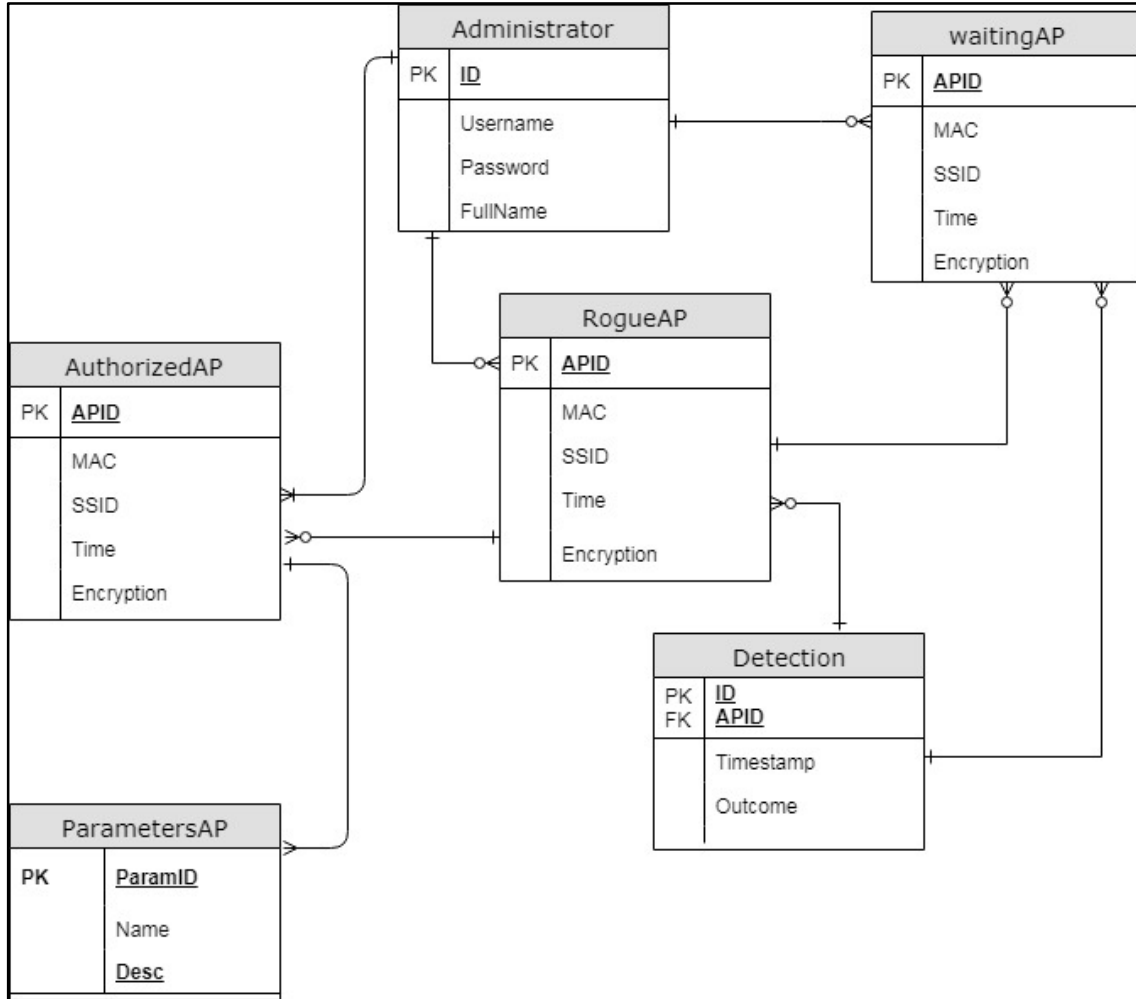 Administrator
PK ID
Username
Password
FullName
waitingAP
PK APID
MAC
SSID
Time
Encryption
RogueAP
PK APID
MAC
SSID
Time
Encryption
AuthorizedAP
PK APID
MAC
SSID
Time
Encryption
Detection
PK ID
FK APID
Timestamp
Outcome
ParametersAP
PK ParamID
Name
Desc